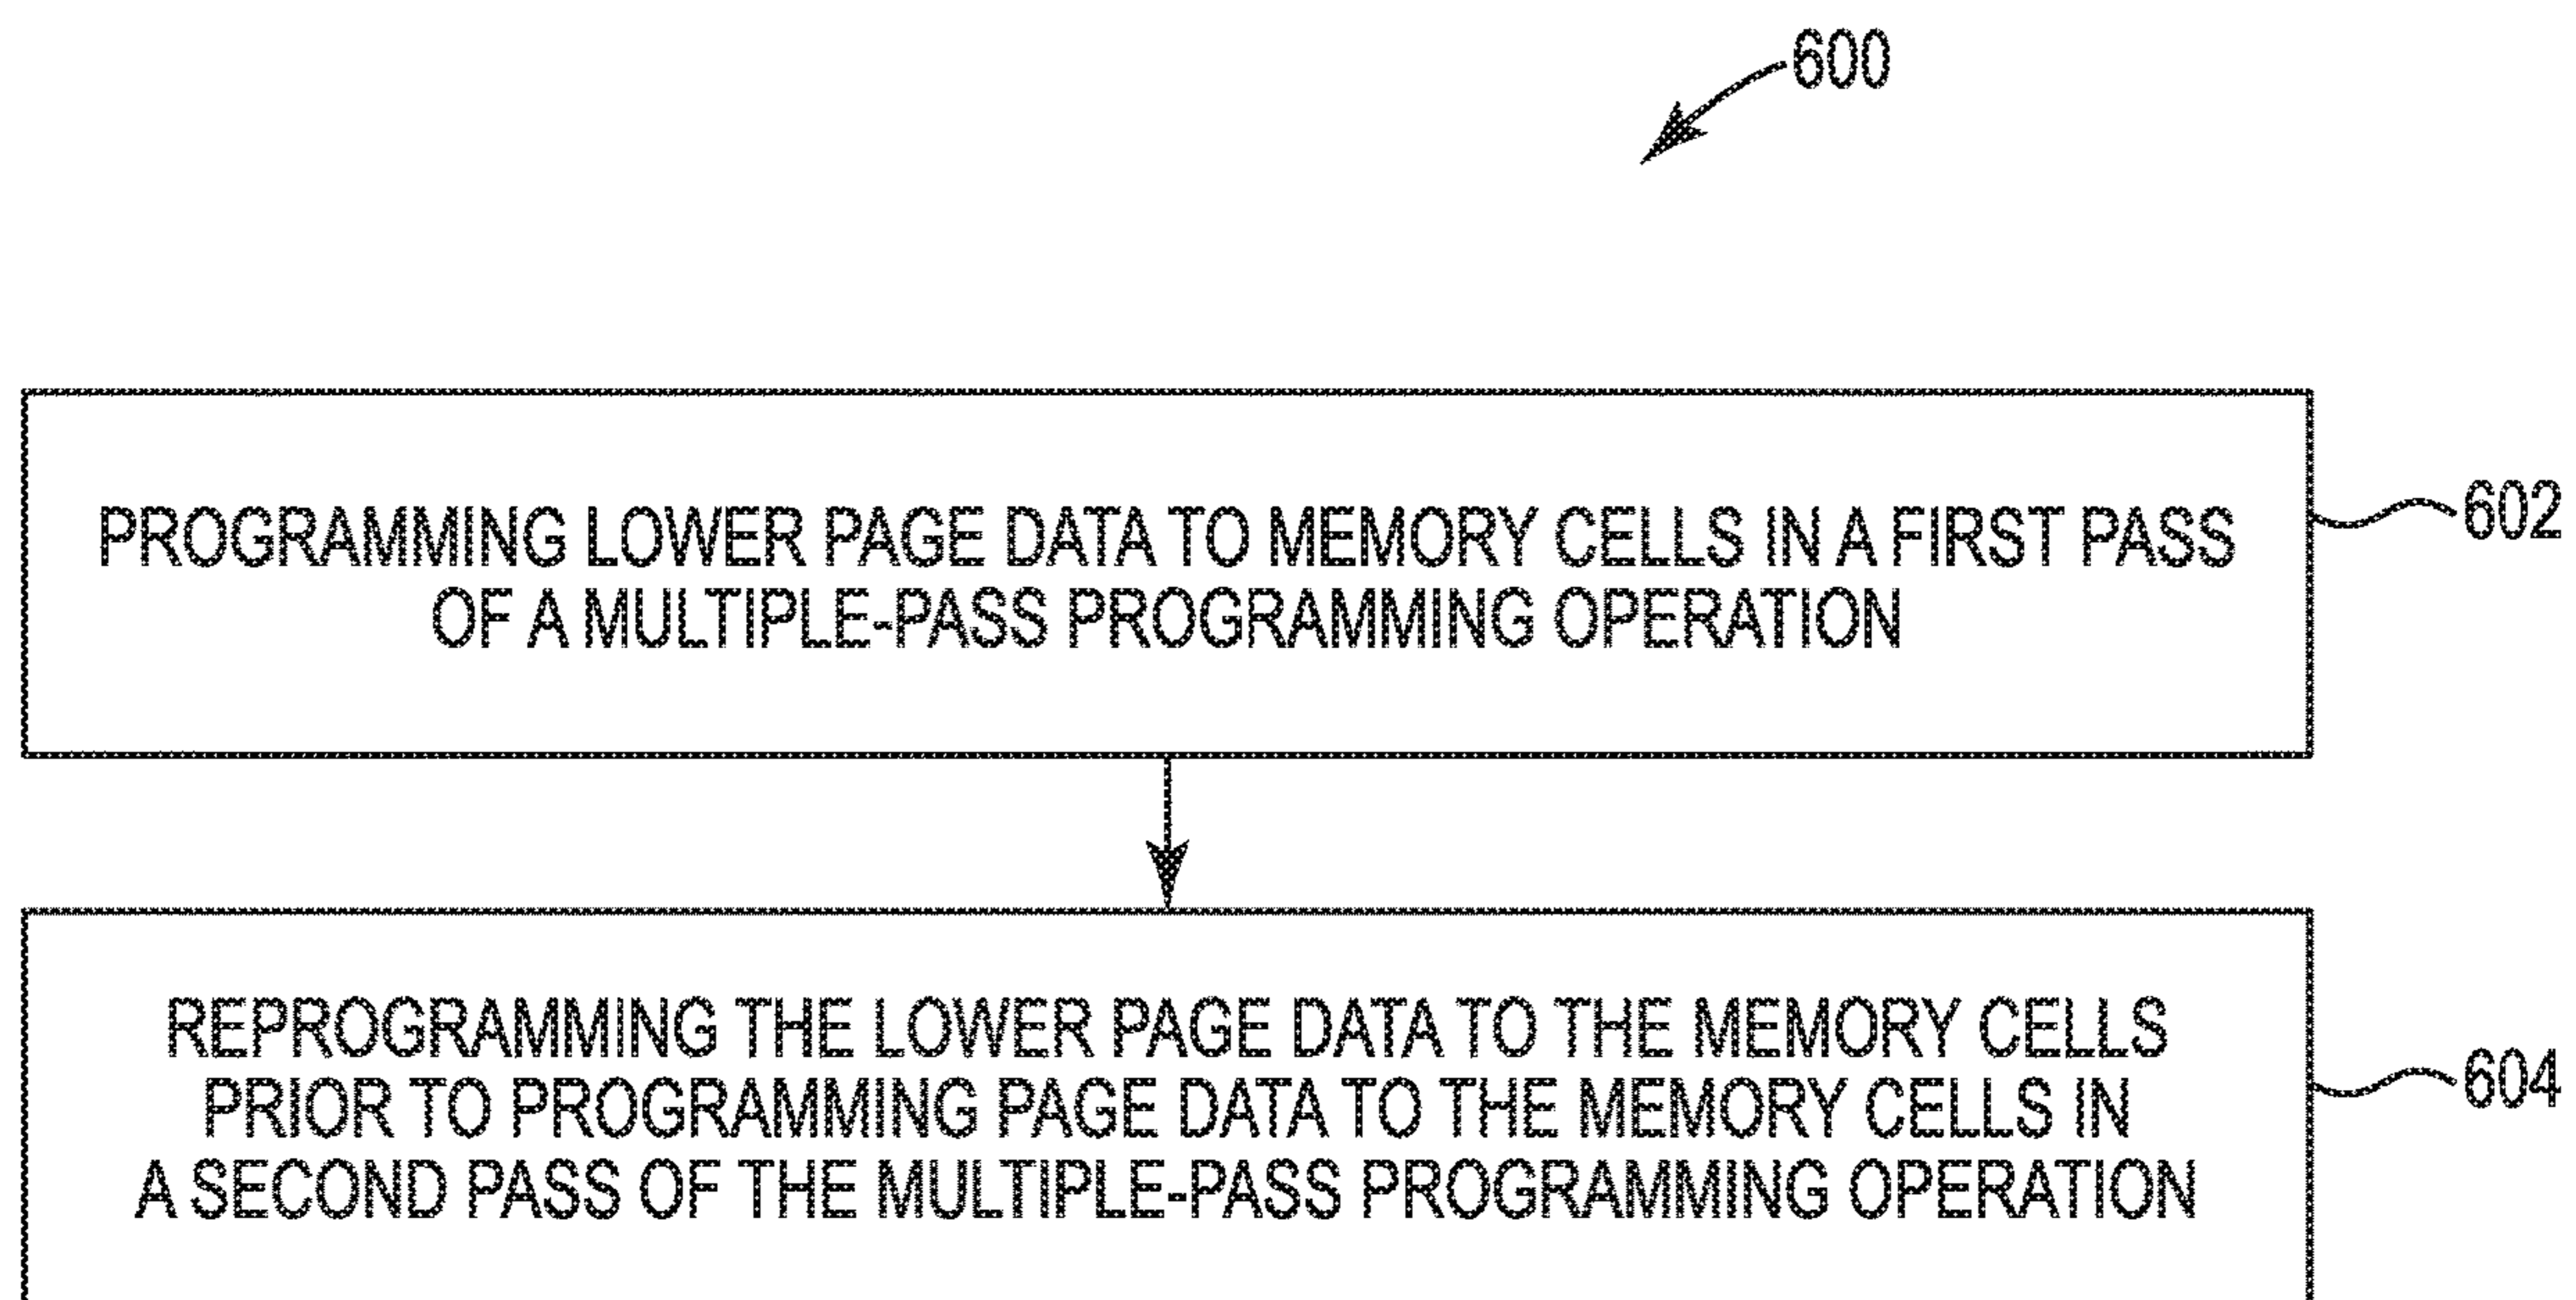 600
PROGRAMMING LOWER PAGE DATA TO MEMORY CELLS IN A FIRST PASS
OF A MULTIPLE-PASS PROGRAMMING OPERATION
602
REPROGRAMMING THE LOWER PAGE DATA TO THE MEMORY CELLS
PRIOR TO PROGRAMMING PAGE DATA TO THE MEMORY CELLS IN
A SECOND PASS OF THE MULTIPLE-PASS PROGRAMMING OPERATION
604